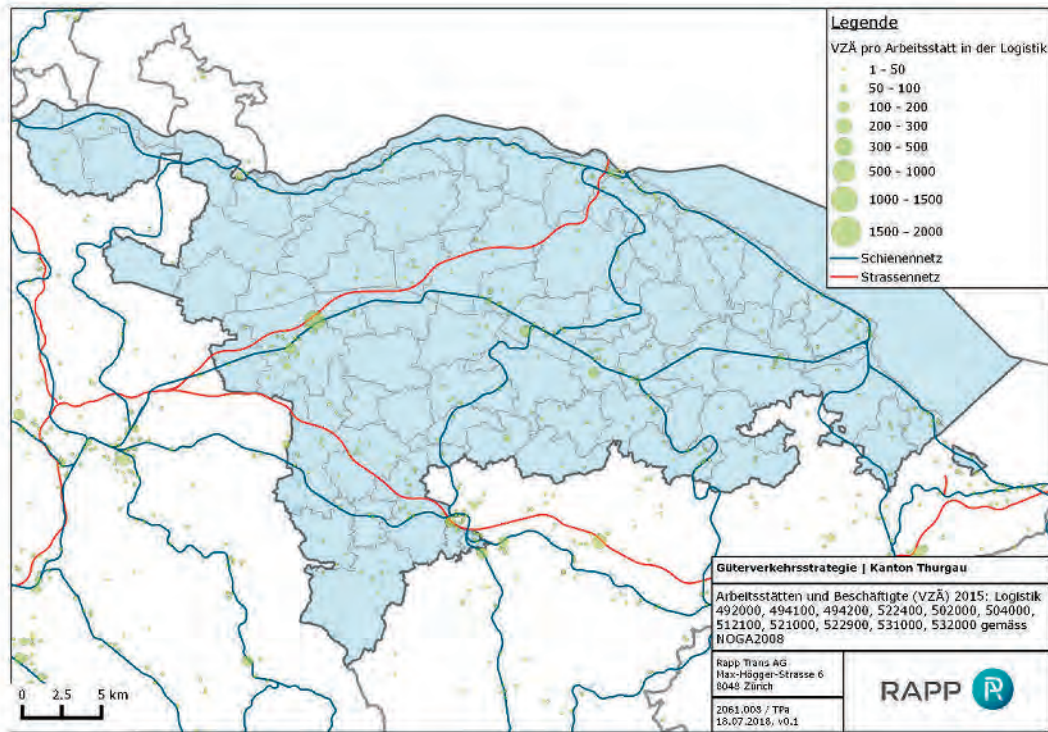 Legende
VZÄ pro Arbeitsstatt in der Logistik
1 - 50
50 - 100
100 - 200
200 - 300
300 - 500
500 - 1000
1000 - 1500
1500 - 2000
Schienennetz
Strassennetz
Güterverkehrsstrategie | Kanton Thurgau
Arbeitsstätten und Beschäftigte (VZÄ) 2015: Logistik
492000, 494100, 494200, 522400, 502000, 504000,
512100, 521000, 522900, 531000, 532000 gemäss
NOGA2008
Rapp Trans AG
Max-Högger-Strasse 6
8048 Zürich
2061.008 / TPa
18.07.2018, v0.1
RAPP
0 2.5 5 km